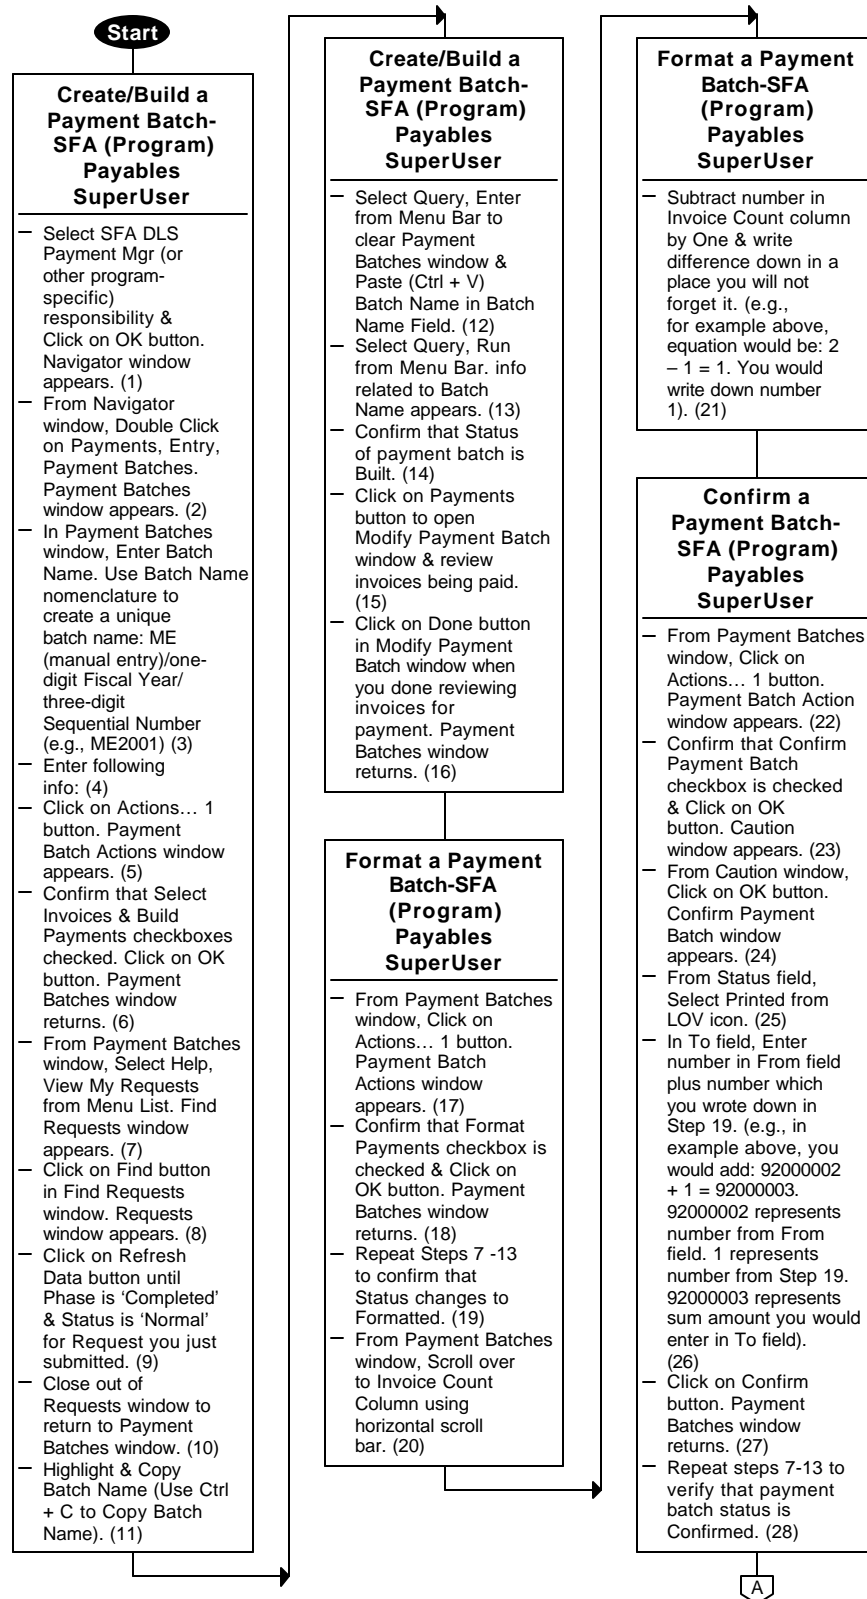 Start
Create/Build a
Payment Batch-
SFA (Program)
Payables
SuperUser
– Select SFA DLS
Payment Mgr (or
other program-
specific)
responsibility &
Click on OK button.
Navigator window
appears. (1)
– From Navigator
window, Double Click
on Payments, Entry,
Payment Batches.
Payment Batches
window appears. (2)
– In Payment Batches
window, Enter Batch
Name. Use Batch Name
nomenclature to
create a unique
batch name: ME
(manual entry)/one-
digit Fiscal Year/
three-digit
Sequential Number
(e.g., ME2001) (3)
– Enter following
info: (4)
– Click on Actions… 1
button. Payment
Batch Actions window
appears. (5)
– Confirm that Select
Invoices & Build
Payments checkboxes
checked. Click on OK
button. Payment
Batches window
returns. (6)
– From Payment Batches
window, Select Help,
View My Requests
from Menu List. Find
Requests window
appears. (7)
– Click on Find button
in Find Requests
window. Requests
window appears. (8)
– Click on Refresh
Data button until
Phase is ‘Completed’
& Status is ‘Normal’
for Request you just
submitted. (9)
– Close out of
Requests window to
return to Payment
Batches window. (10)
– Highlight & Copy
Batch Name (Use Ctrl
+ C to Copy Batch
Name). (11)
Create/Build a
Payment Batch-
SFA (Program)
Payables
SuperUser
– Select Query, Enter
from Menu Bar to
clear Payment
Batches window &
Paste (Ctrl + V)
Batch Name in Batch
Name Field. (12)
– Select Query, Run
from Menu Bar. info
related to Batch
Name appears. (13)
– Confirm that Status
of payment batch is
Built. (14)
– Click on Payments
button to open
Modify Payment Batch
window & review
invoices being paid.
(15)
– Click on Done button
in Modify Payment
Batch window when
you done reviewing
invoices for
payment. Payment
Batches window
returns. (16)
Format a Payment
Batch-SFA
(Program)
Payables
SuperUser
– From Payment Batches
window, Click on
Actions… 1 button.
Payment Batch
Actions window
appears. (17)
– Confirm that Format
Payments checkbox is
checked & Click on
OK button. Payment
Batches window
returns. (18)
– Repeat Steps 7 -13
to confirm that
Status changes to
Formatted. (19)
– From Payment Batches
window, Scroll over
to Invoice Count
Column using
horizontal scroll
bar. (20)
Format a Payment
Batch-SFA
(Program)
Payables
SuperUser
– Subtract number in
Invoice Count column
by One & write
difference down in a
place you will not
forget it. (e.g.,
for example above,
equation would be: 2
– 1 = 1. You would
write down number
1). (21)
Confirm a
Payment Batch-
SFA (Program)
Payables
SuperUser
– From Payment Batches
window, Click on
Actions… 1 button.
Payment Batch Action
window appears. (22)
– Confirm that Confirm
Payment Batch
checkbox is checked
& Click on OK
button. Caution
window appears. (23)
– From Caution window,
Click on OK button.
Confirm Payment
Batch window
appears. (24)
– From Status field,
Select Printed from
LOV icon. (25)
– In To field, Enter
number in From field
plus number which
you wrote down in
Step 19. (e.g., in
example above, you
would add: 92000002
+ 1 = 92000003.
92000002 represents
number from From
field. 1 represents
number from Step 19.
92000003 represents
sum amount you would
enter in To field).
(26)
– Click on Confirm
button. Payment
Batches window
returns. (27)
– Repeat steps 7-13 to
verify that payment
batch status is
Confirmed. (28)
A